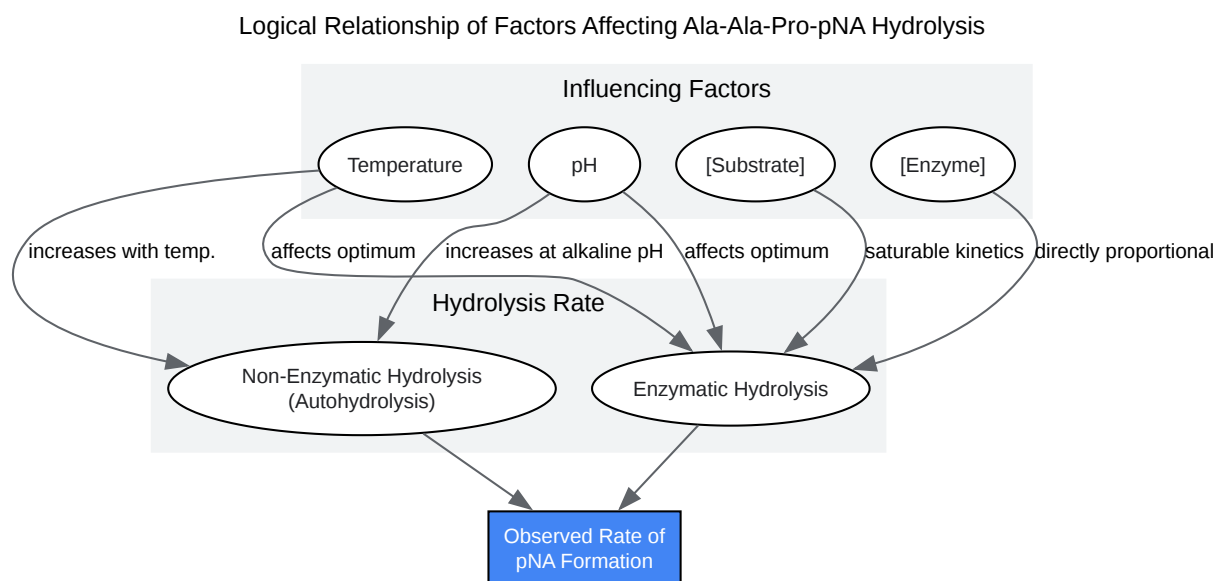 Logical Relationship of Factors Affecting Ala-Ala-Pro-pNA Hydrolysis
Influencing Factors
Temperature
pH
[Substrate]
[Enzyme]
increases with temp.
affects optimum
increases at alkaline pH
affects optimum
saturable kinetics
directly proportional
Hydrolysis Rate
Non-Enzymatic Hydrolysis
(Autohydrolysis)
Enzymatic Hydrolysis
Observed Rate of
pNA Formation